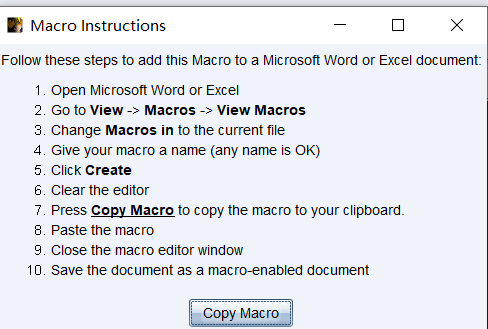 Macro Instructions
Follow these steps to add this Macro to a Microsoft Word or Excel document:
1. Open Microsoft Word or Excel
2. Go to View -> Macros -> View Macros
3. Change Macros in to the current file
4. Give your macro a name (any name is OK)
5. Click Create
6. Clear the editor
7. Press Copy Macro to copy the macro to your clipboard.
8. Paste the macro
9. Close the macro editor window
10. Save the document as a macro-enabled document
Copy Macro